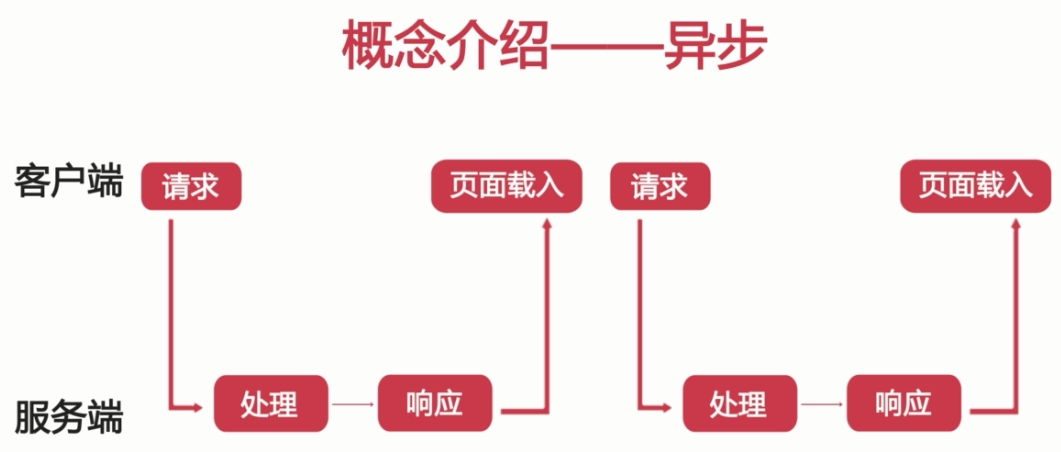 概念介绍——异步
客户端 请求 页面载入 请求 页面载入
服务端 处理 响应 处理 响应